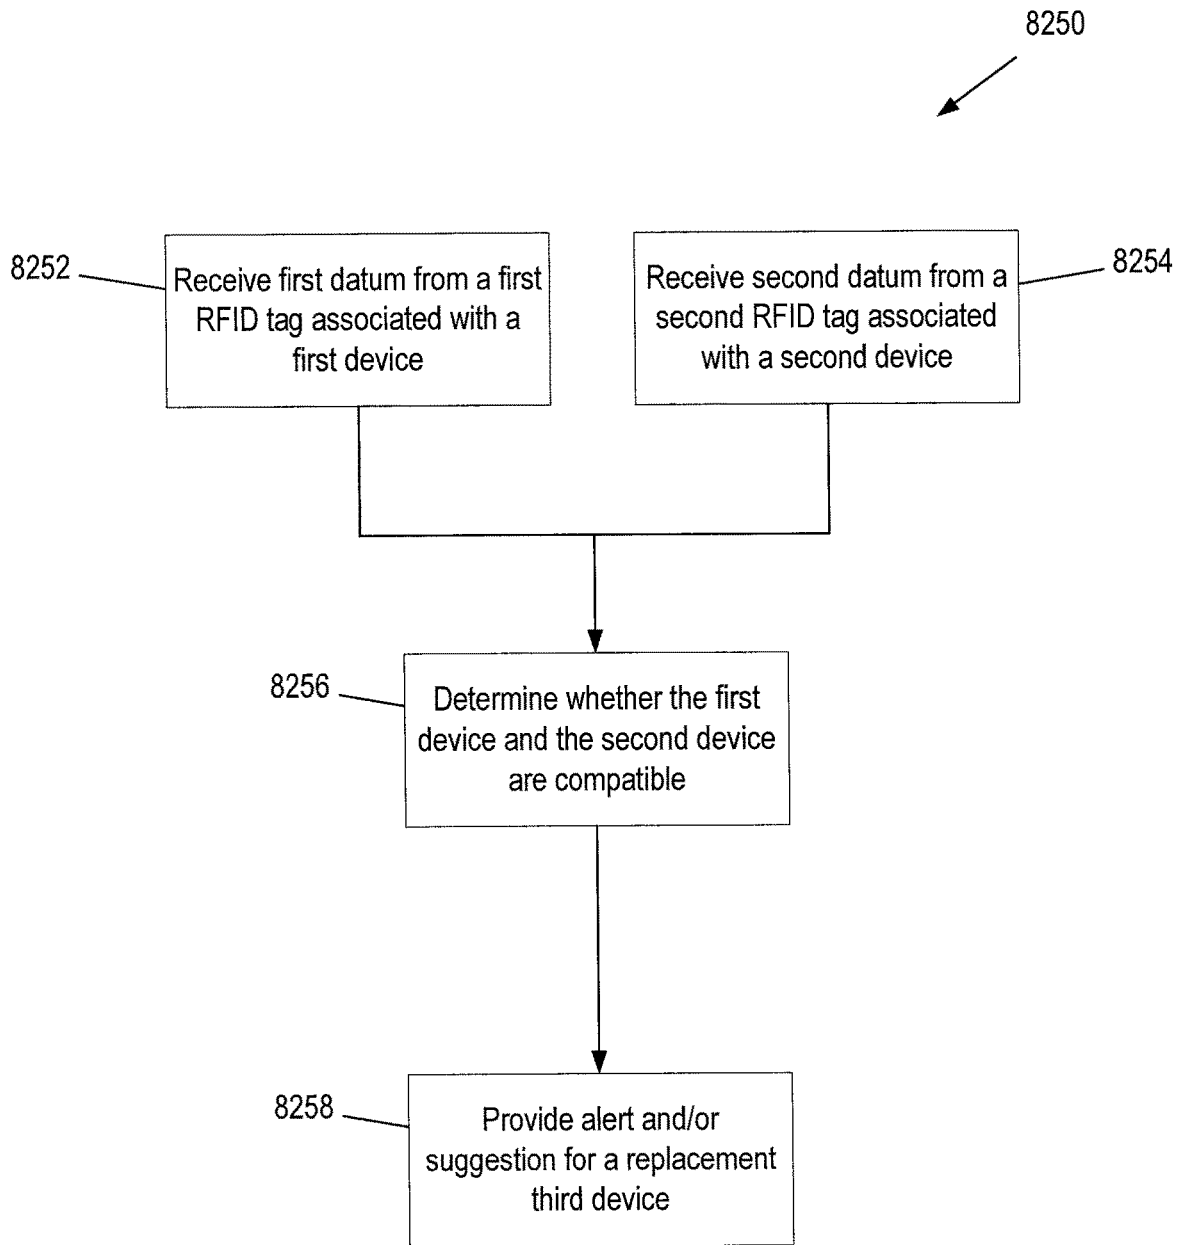 8250
8252
Receive first datum from a first
RFID tag associated with a
first device
Receive second datum from a
second RFID tag associated
with a second device
8254
8256
Determine whether the first
device and the second device
are compatible
8258
Provide alert and/or
suggestion for a replacement
third device